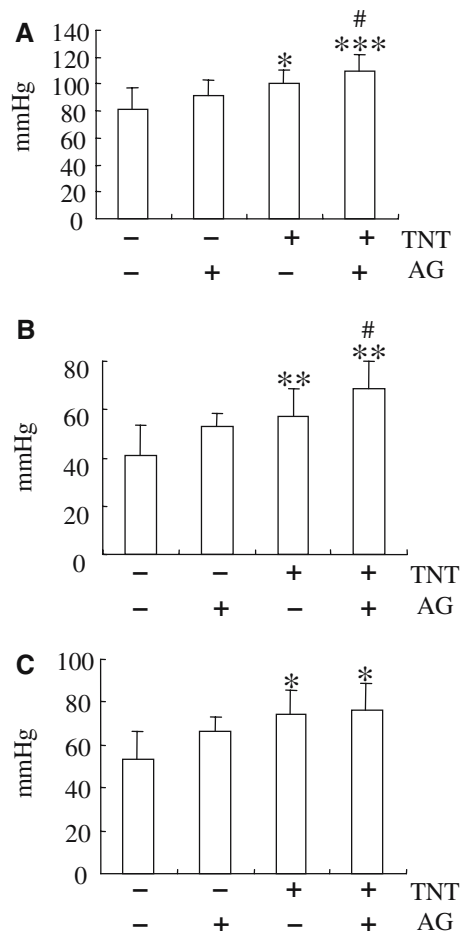 A
#
140
120
100
80
60
40
20
0
mmHg
*
***
− − + + TNT
− + − + AG
B
#
80
60
40
20
0
mmHg
**
**
− − + + TNT
− + − + AG
C
100
80
60
40
20
0
mmHg
*
*
− − + + TNT
− + − + AG